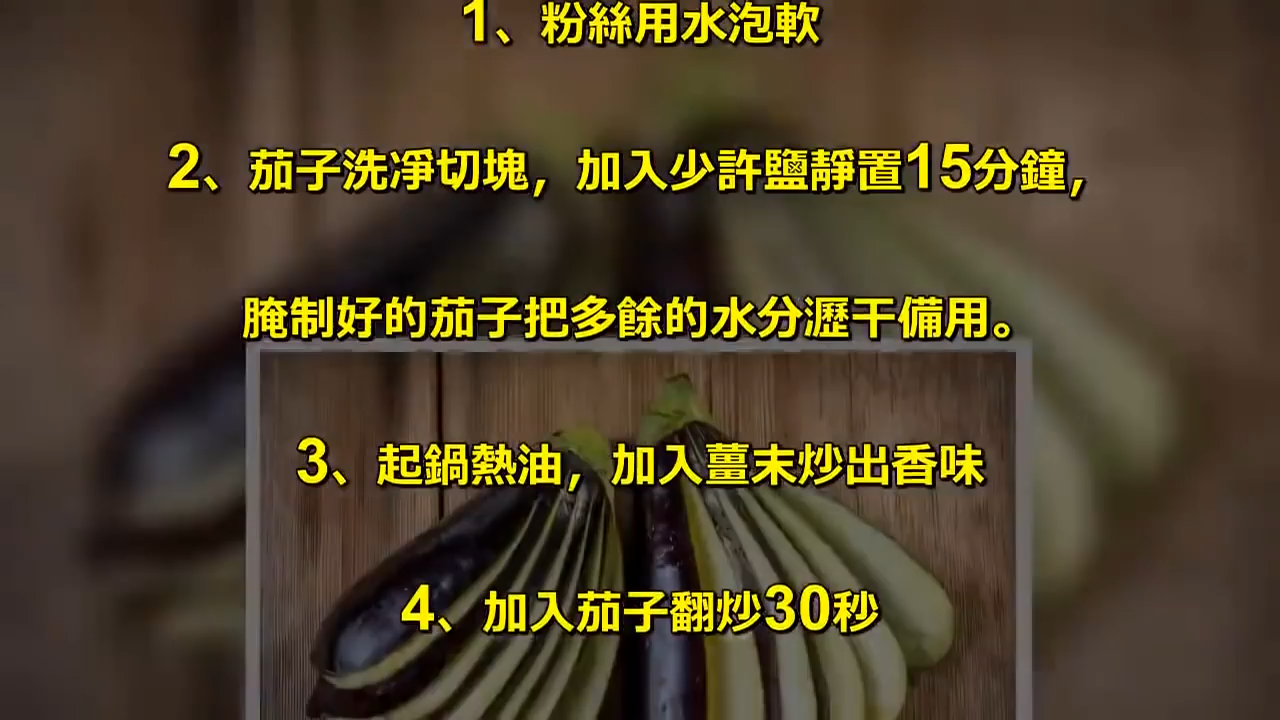 1、粉絲用水泡軟
2、茄子洗凈切塊，加入少許鹽靜置15分鐘，
腌制好的茄子把多餘的水分瀝干備用。
3、起鍋熱油，加入薑末炒出香味
4、加入茄子翻炒30秒